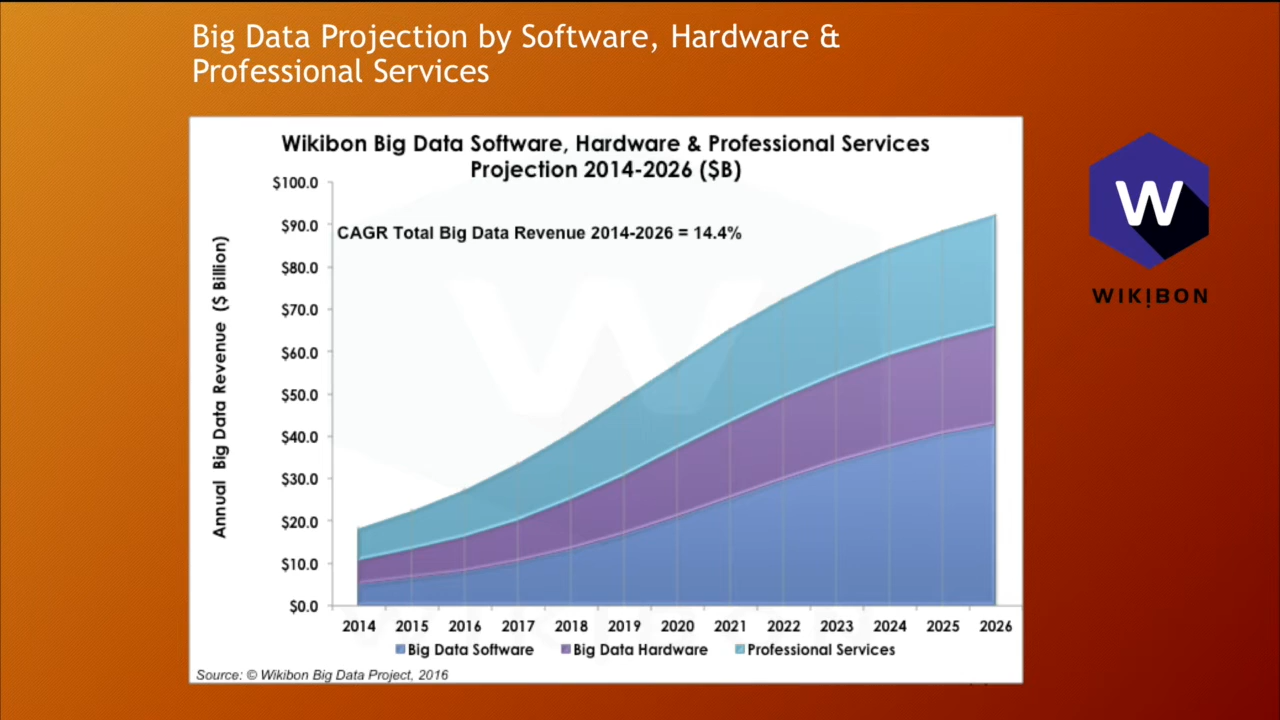 Big Data Projection by Software, Hardware &
Professional Services
Wikibon Big Data Software, Hardware & Professional Services
Projection 2014-2026 ($B)
$100.0
$90.0
CAGR Total Big Data Revenue 2014-2026 = 14.4%
$80.0
$70.0
$60.0
$50.0
$40.0
$30.0
$20.0
$10.0
$0.0
Annual Big Data Revenue ($ Billion)
2014 2015 2016 2017 2018 2019 2020 2021 2022 2023 2024 2025 2026
Big Data Software Big Data Hardware Professional Services
Source: © Wikibon Big Data Project, 2016
W
WIKIBON